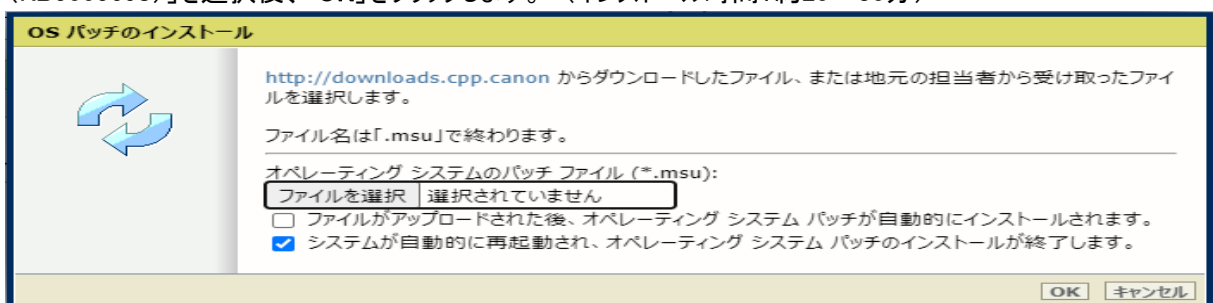 OS パッチのインストール
http://downloads.cpp.canon からダウンロードしたファイル、または地元の担当者から受け取ったファイ
ルを選択します。
ファイル名は「.msu」で終わります。
オペレーティング システムのパッチ ファイル (*.msu):
ファイルを選択 選択されていません
ファイルがアップロードされた後、オペレーティング システム パッチが自動的にインストールされます。
システムが自動的に再起動され、オペレーティング システム パッチのインストールが終了します。
OK キャンセル